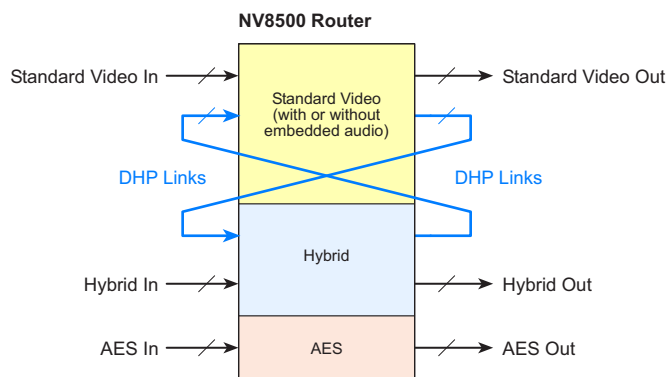 NV8500 Router
Standard Video In
Standard Video
(with or without
embedded audio)
Standard Video Out
DHP Links
DHP Links
Hybrid In
Hybrid
Hybrid Out
AES In
AES
AES Out